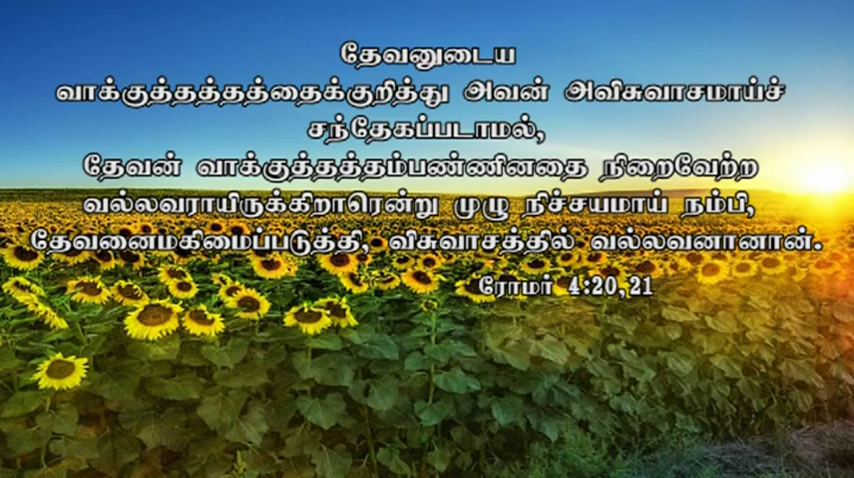 தேவனுடைய
வாக்குத்தத்தத்தைக்குறித்து அவன் அவிசுவாசமாய்ச்
சந்தேகப்படாமல்,
தேவன் வாக்குத்தத்தம்பண்ணினதை நிறைவேற்ற
வல்லவராயிருக்கிறாரென்று முழு நிச்சயமாய் நம்பி,
தேவனைமகிமைப்படுத்தி, விசுவாசத்தில் வல்லவனானான்.
ரோமர் 4:20,21